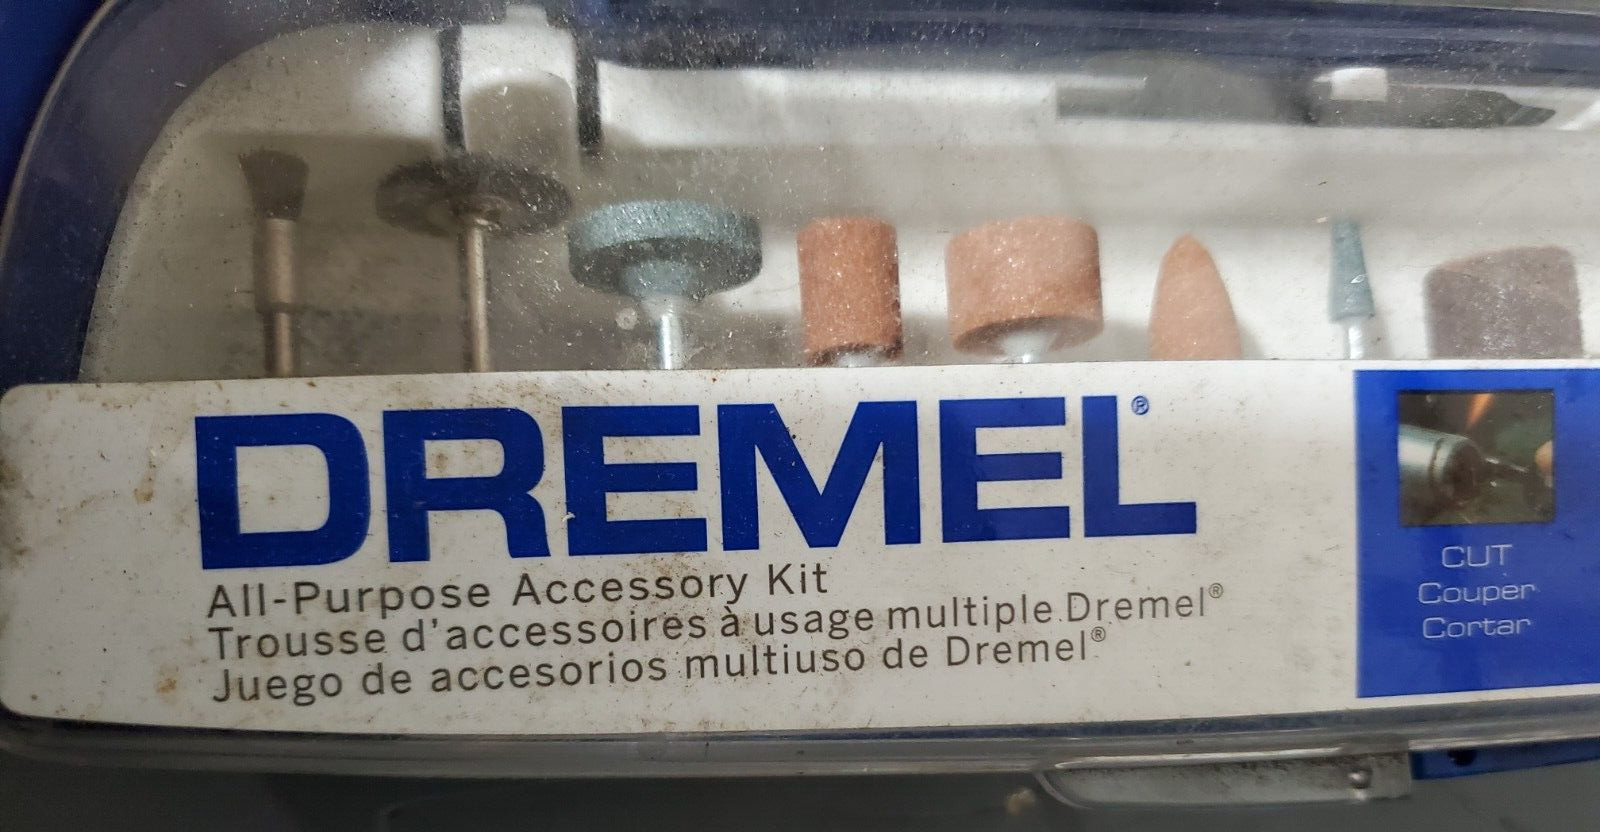 DREMEL®
All-Purpose Accessory Kit
Trousse d'accessoires à usage multiple Dremel®
Juego de accesorios multiuso de Dremel®
CUT
Couper
Cortar